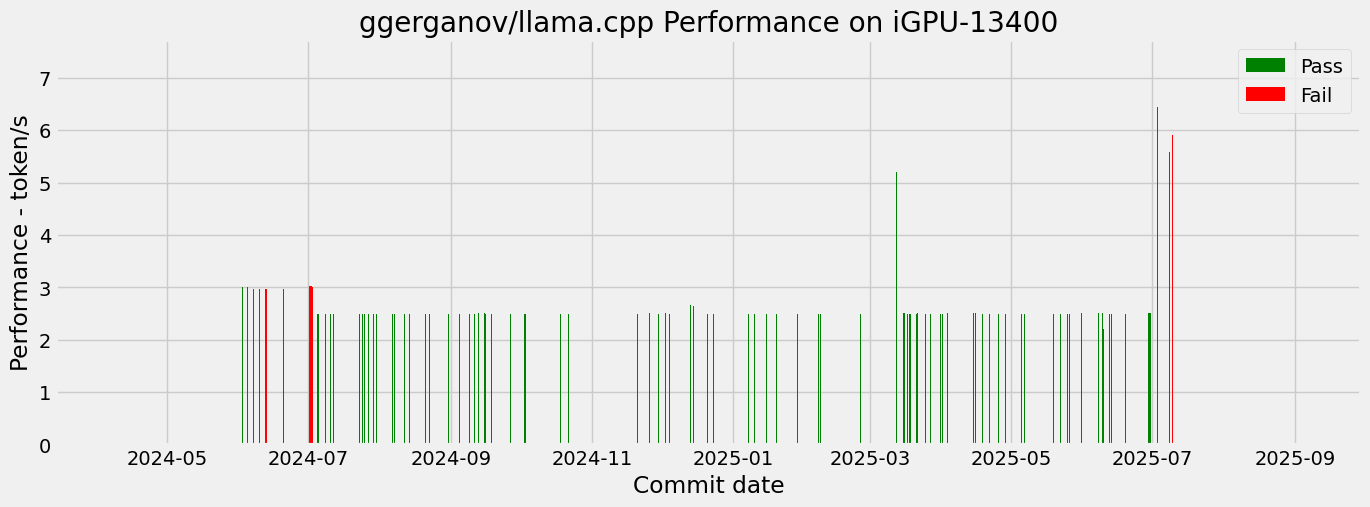 ggerganov/llama.cpp Performance on iGPU-13400
Performance - token/s
7
6
5
4
3
2
1
0
Pass
Fail
2024-05 2024-07 2024-09 2024-11 2025-01 2025-03 2025-05 2025-07 2025-09
Commit date